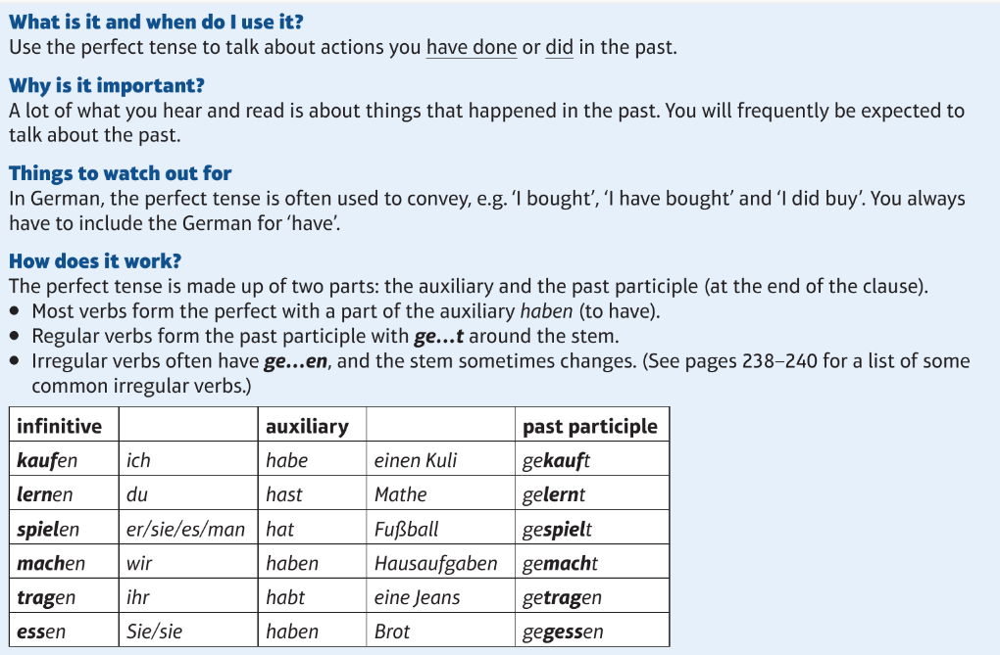 What is it and when do I use it?
Use the perfect tense to talk about actions you have done or did in the past.
Why is it important?
A lot of what you hear and read is about things that happened in the past. You will frequently be expected to
talk about the past.
Things to watch out for
In German, the perfect tense is often used to convey, e.g. ‘I bought’, ‘I have bought’ and ‘I did buy’. You always
have to include the German for ‘have’.
How does it work?
The perfect tense is made up of two parts: the auxiliary and the past participle (at the end of the clause).
● Most verbs form the perfect with a part of the auxiliary haben (to have).
● Regular verbs form the past participle with ge…t around the stem.
● Irregular verbs often have ge…en, and the stem sometimes changes. (See pages 238–240 for a list of some
common irregular verbs.)
infinitive auxiliary past participle
kaufen ich habe einen Kuli gekauft
lernen du hast Mathe gelernt
spielen er/sie/es/man hat Fußball gespielt
machen wir haben Hausaufgaben gemacht
tragen ihr habt eine Jeans getragen
essen Sie/sie haben Brot gegessen